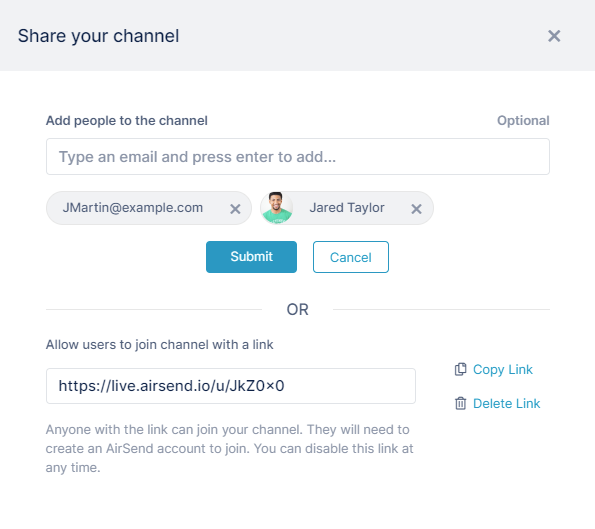 Share your channel
Add people to the channel
Optional
Type an email and press enter to add...
JMartin@example.com
Jared Taylor
Submit
Cancel
OR
Allow users to join channel with a link
https://live.airsend.io/u/JkZ0×0
Copy Link
Delete Link
Anyone with the link can join your channel. They will need to
create an AirSend account to join. You can disable this link at
any time.